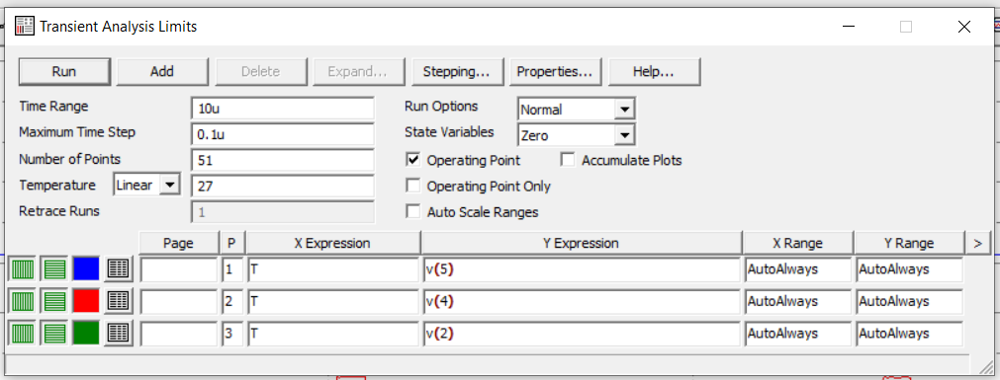 Transient Analysis Limits
Run Add Delete Expand... Stepping... Properties... Help...
Time Range 10u Run Options Normal
Maximum Time Step 0.1u State Variables Zero
Number of Points 51 Operating Point Accumulate Plots
Temperature Linear 27 Operating Point Only
Retrace Runs 1 Auto Scale Ranges
Page P X Expression Y Expression X Range Y Range >
1 T v(5) AutoAlways AutoAlways
2 T v(4) AutoAlways AutoAlways
3 T v(2) AutoAlways AutoAlways